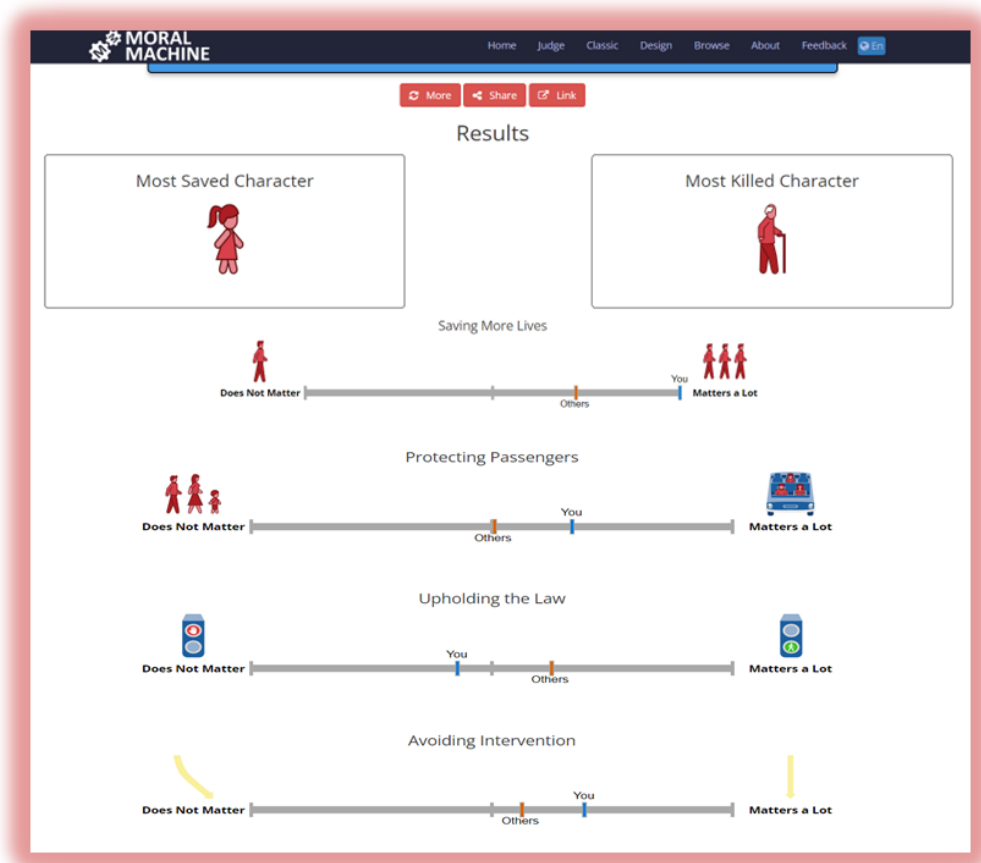 MORAL
MACHINE
Home Judge Classic Design Browse About Feedback En
More Share Link
Results
Most Saved Character
Most Killed Character
Saving More Lives
You
Does Not Matter
Matters a Lot
Others
Protecting Passengers
You
Does Not Matter
Matters a Lot
Others
Upholding the Law
You
Does Not Matter
Matters a Lot
Others
Avoiding Intervention
You
Does Not Matter
Matters a Lot
Others